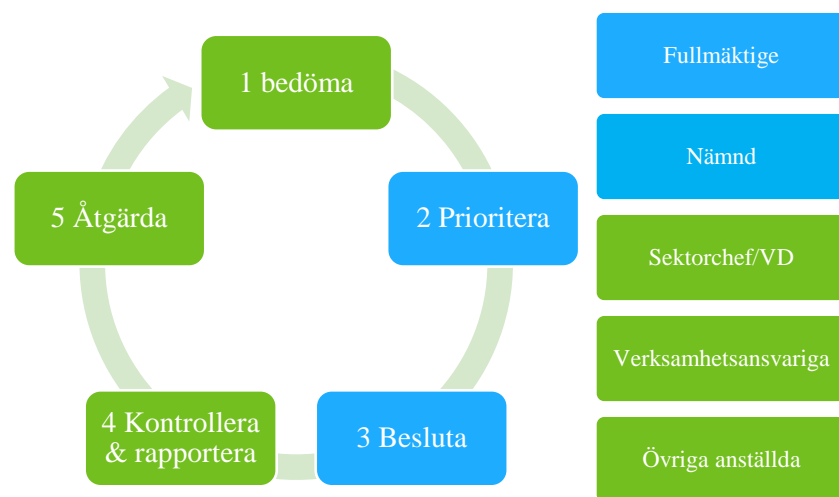 1 bedöma
2 Prioritera
3 Besluta
4 Kontrollera
& rapportera
5 Åtgärda
Fullmäktige
Nämnd
Sektorchef/VD
Verksamhetsansvariga
Övriga anställda